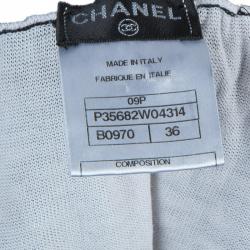 CHANEL
MADE IN ITALY
FABRIQUE EN ITALIE
09P
P35682W04314
B0970 36
COMPOSITION